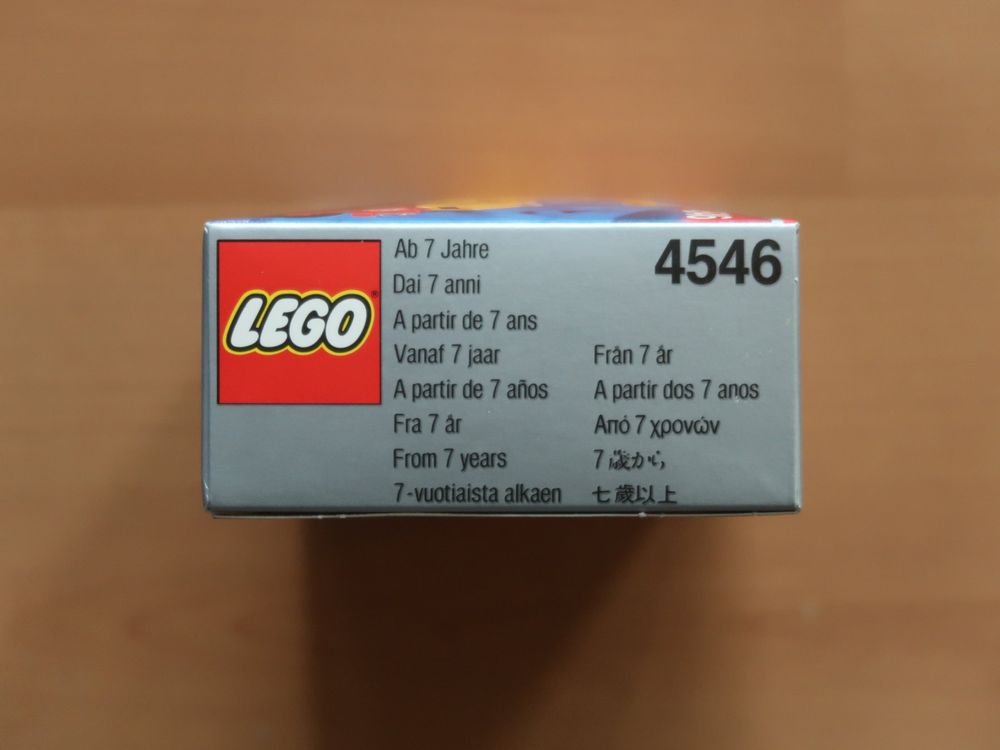 LEGO®
Ab 7 Jahre
Dai 7 anni
A partir de 7 ans
Vanaf 7 jaar
A partir de 7 años
Fra 7 år
From 7 years
7-vuotiaista alkaen
4546
Från 7 år
A partir dos 7 anos
Από 7 χρονών
7歳から
七歲以上